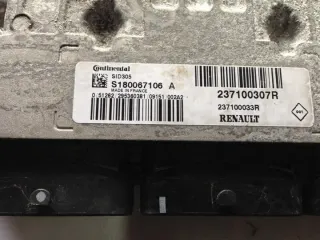 Continental
SID305
S180067106 A
MADE IN FRANCE
237100307R
237100033R
RENAULT